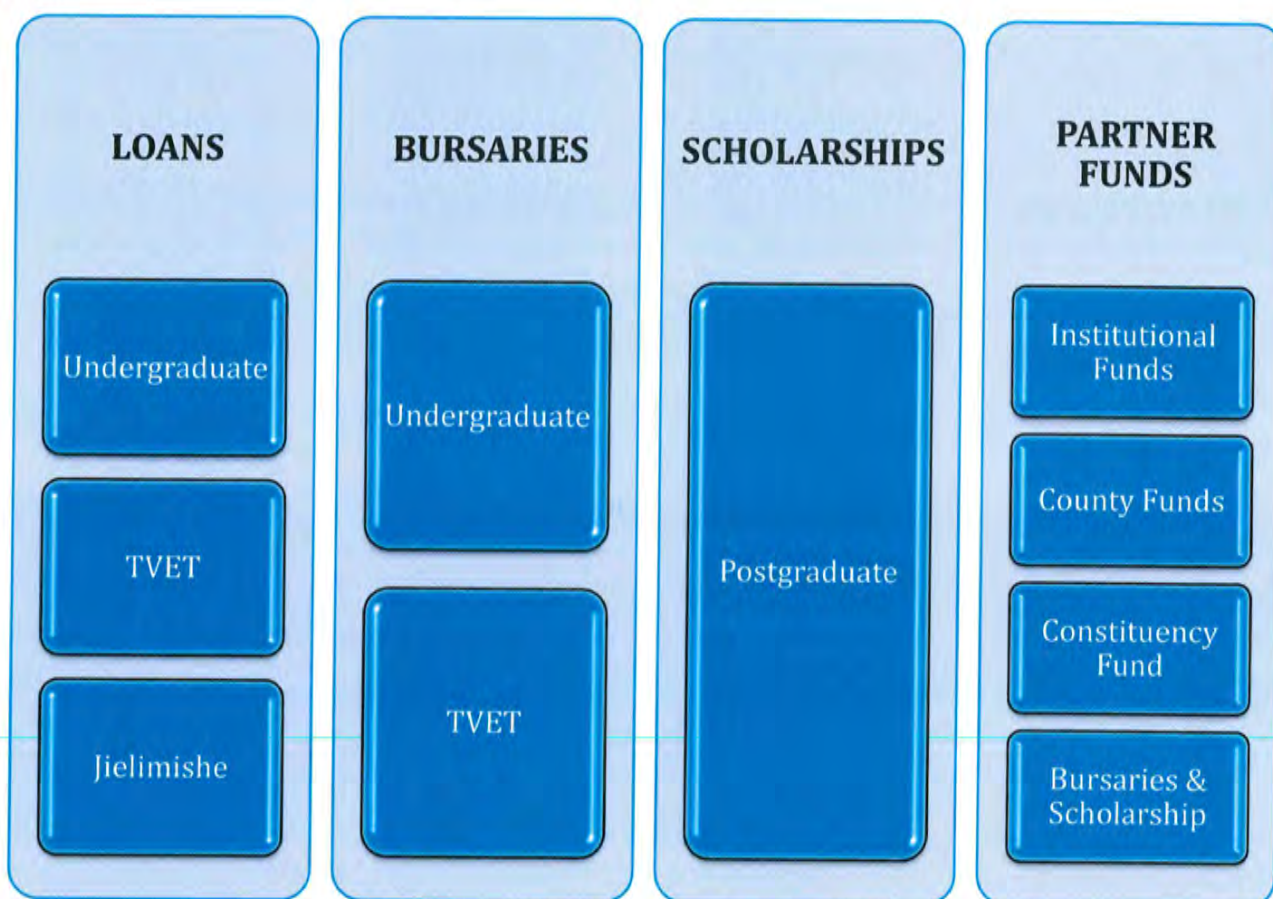 LOANS
Undergraduate
TVET
Jielimishe
BURSARIES
Undergraduate
TVET
SCHOLARSHIPS
Postgraduate
PARTNER
FUNDS
Institutional
Funds
County Funds
Constituency
Fund
Bursaries &
Scholarship